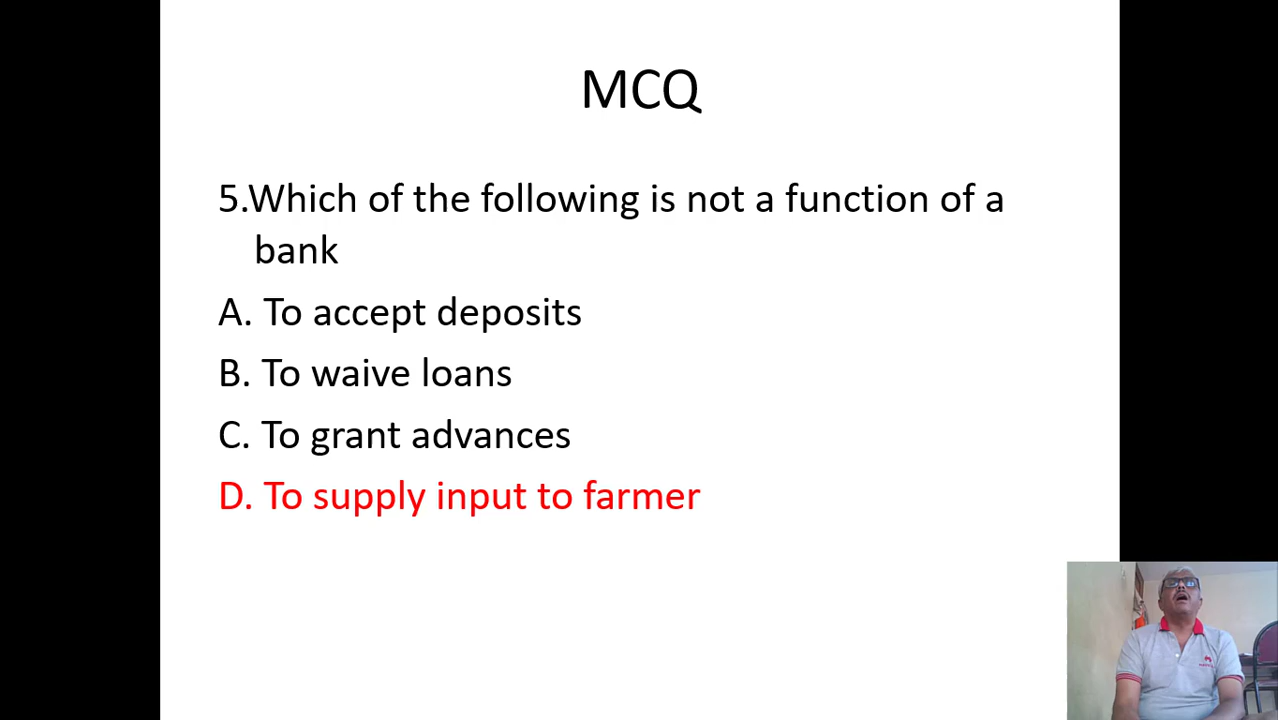 MCQ
5.Which of the following is not a function of a
bank
A. To accept deposits
B. To waive loans
C. To grant advances
D. To supply input to farmer